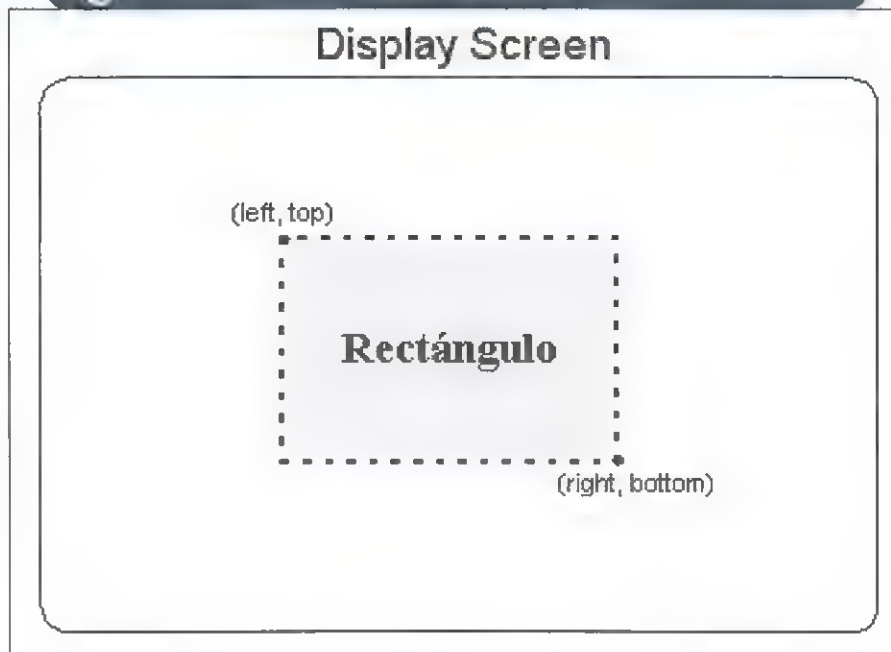 Display Screen
(left, top)
Rectángulo
(right, bottom)